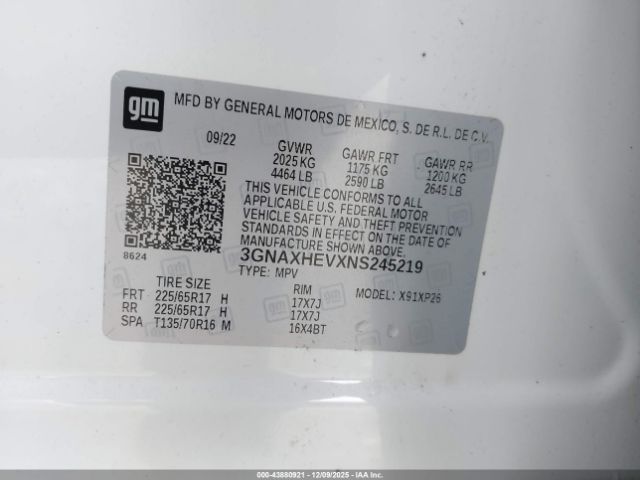 gm
MFD BY GENERAL MOTORS DE MEXICO, S. DE R.L. DE C.V.
09/22
GVWR GAWR FRT GAWR RR
2025 KG 1175 KG 1200 KG
4464 LB 2590 LB 2645 LB
THIS VEHICLE CONFORMS TO ALL
APPLICABLE U.S. FEDERAL MOTOR
VEHICLE SAFETY AND THEFT PREVENTION
STANDARDS IN EFFECT ON THE DATE OF
MANUFACTURE SHOWN ABOVE.
8624
3GNAXHEVXNS245219
TYPE: MPV
MODEL: X91XP26
TIRE SIZE RIM
FRT 225/65R17 H 17X7J
RR 225/65R17 H 17X7J
SPA T135/70R16 M 16X4BT
000-43880921 - 12/09/2025 - IAA Corp.